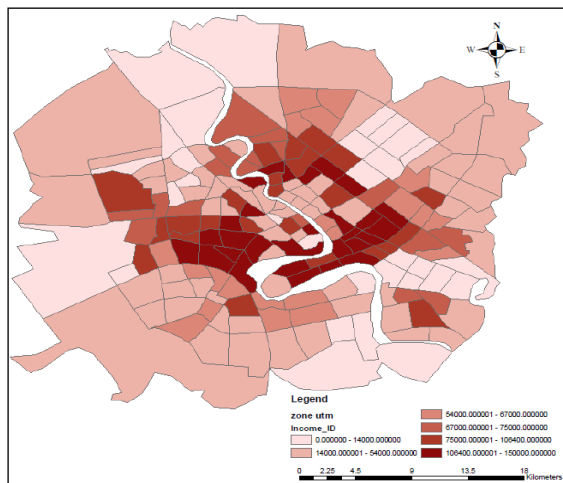 N
W E
S
Legend
zone utm
Income_ID
0.000000 - 14000.000000
14000.000001 - 54000.000000
54000.000001 - 67000.000000
67000.000001 - 75000.000000
75000.000001 - 106400.000000
106400.000001 - 150000.000000
0 2.25 4.5 9 13.5 18
Kilometers